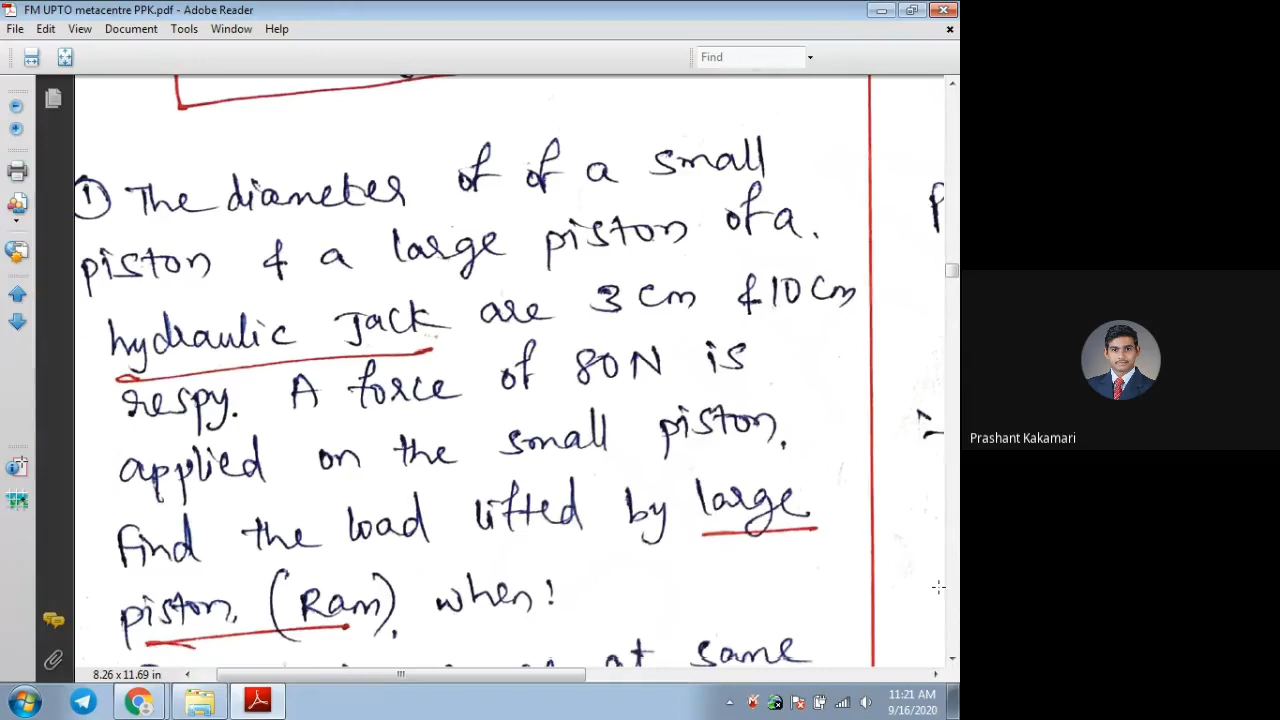 FM UPTO metacentre PPK.pdf - Adobe Reader
File Edit View Document Tools Window Help
Find
① The diameter of of a small
piston & a large piston of a.
hydraulic Jack are 3 cm & 10 cm
respy. A force of 80 N is
applied on the small piston.
Find the load lifted by large
piston. (Ram). when:
at same
Prashant Kakamari
8.26 x 11.69 in
11:21 AM
9/16/2020